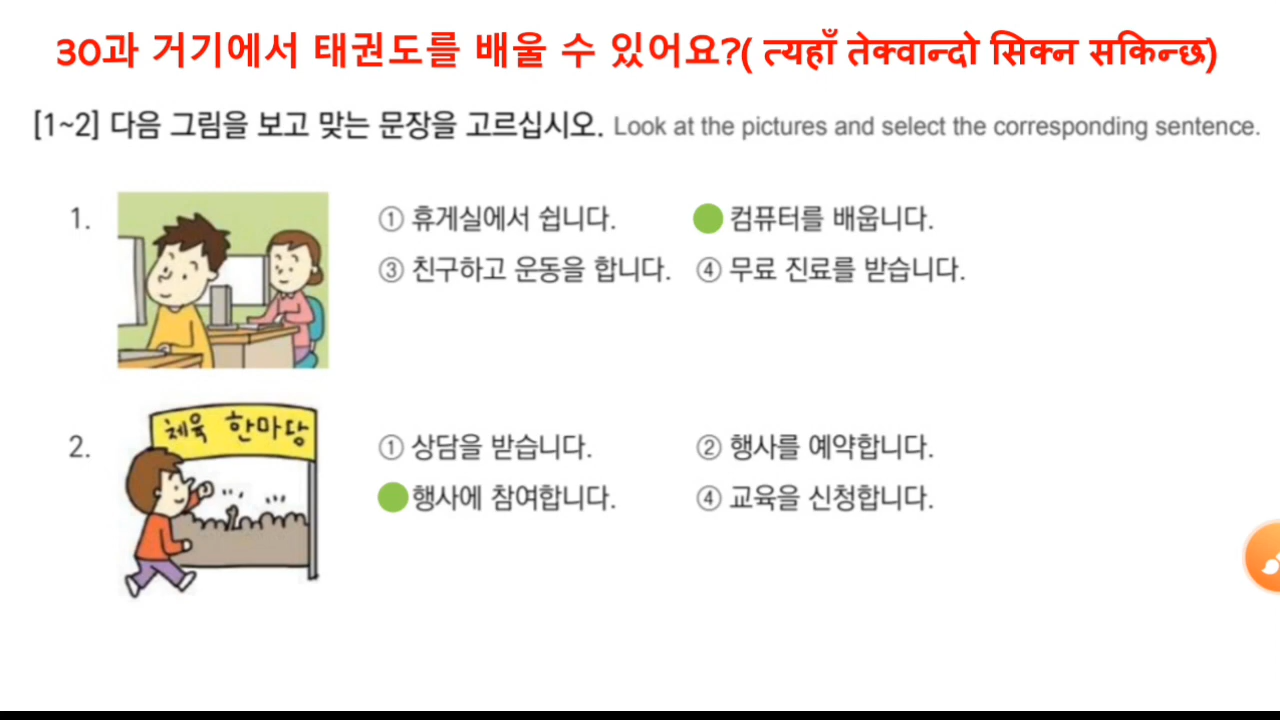 30과 거기에서 태권도를 배울 수 있어요?( त्यहाँ तेक्वान्दो सिक्न सकिन्छ)
[1~2] 다음 그림을 보고 맞는 문장을 고르십시오. Look at the pictures and select the corresponding sentence.
1.
① 휴게실에서 쉽니다. 컴퓨터를 배웁니다.
③ 친구하고 운동을 합니다. ④ 무료 진료를 받습니다.
체육 한마당
2.
① 상담을 받습니다. ② 행사를 예약합니다.
행사에 참여합니다. ④ 교육을 신청합니다.